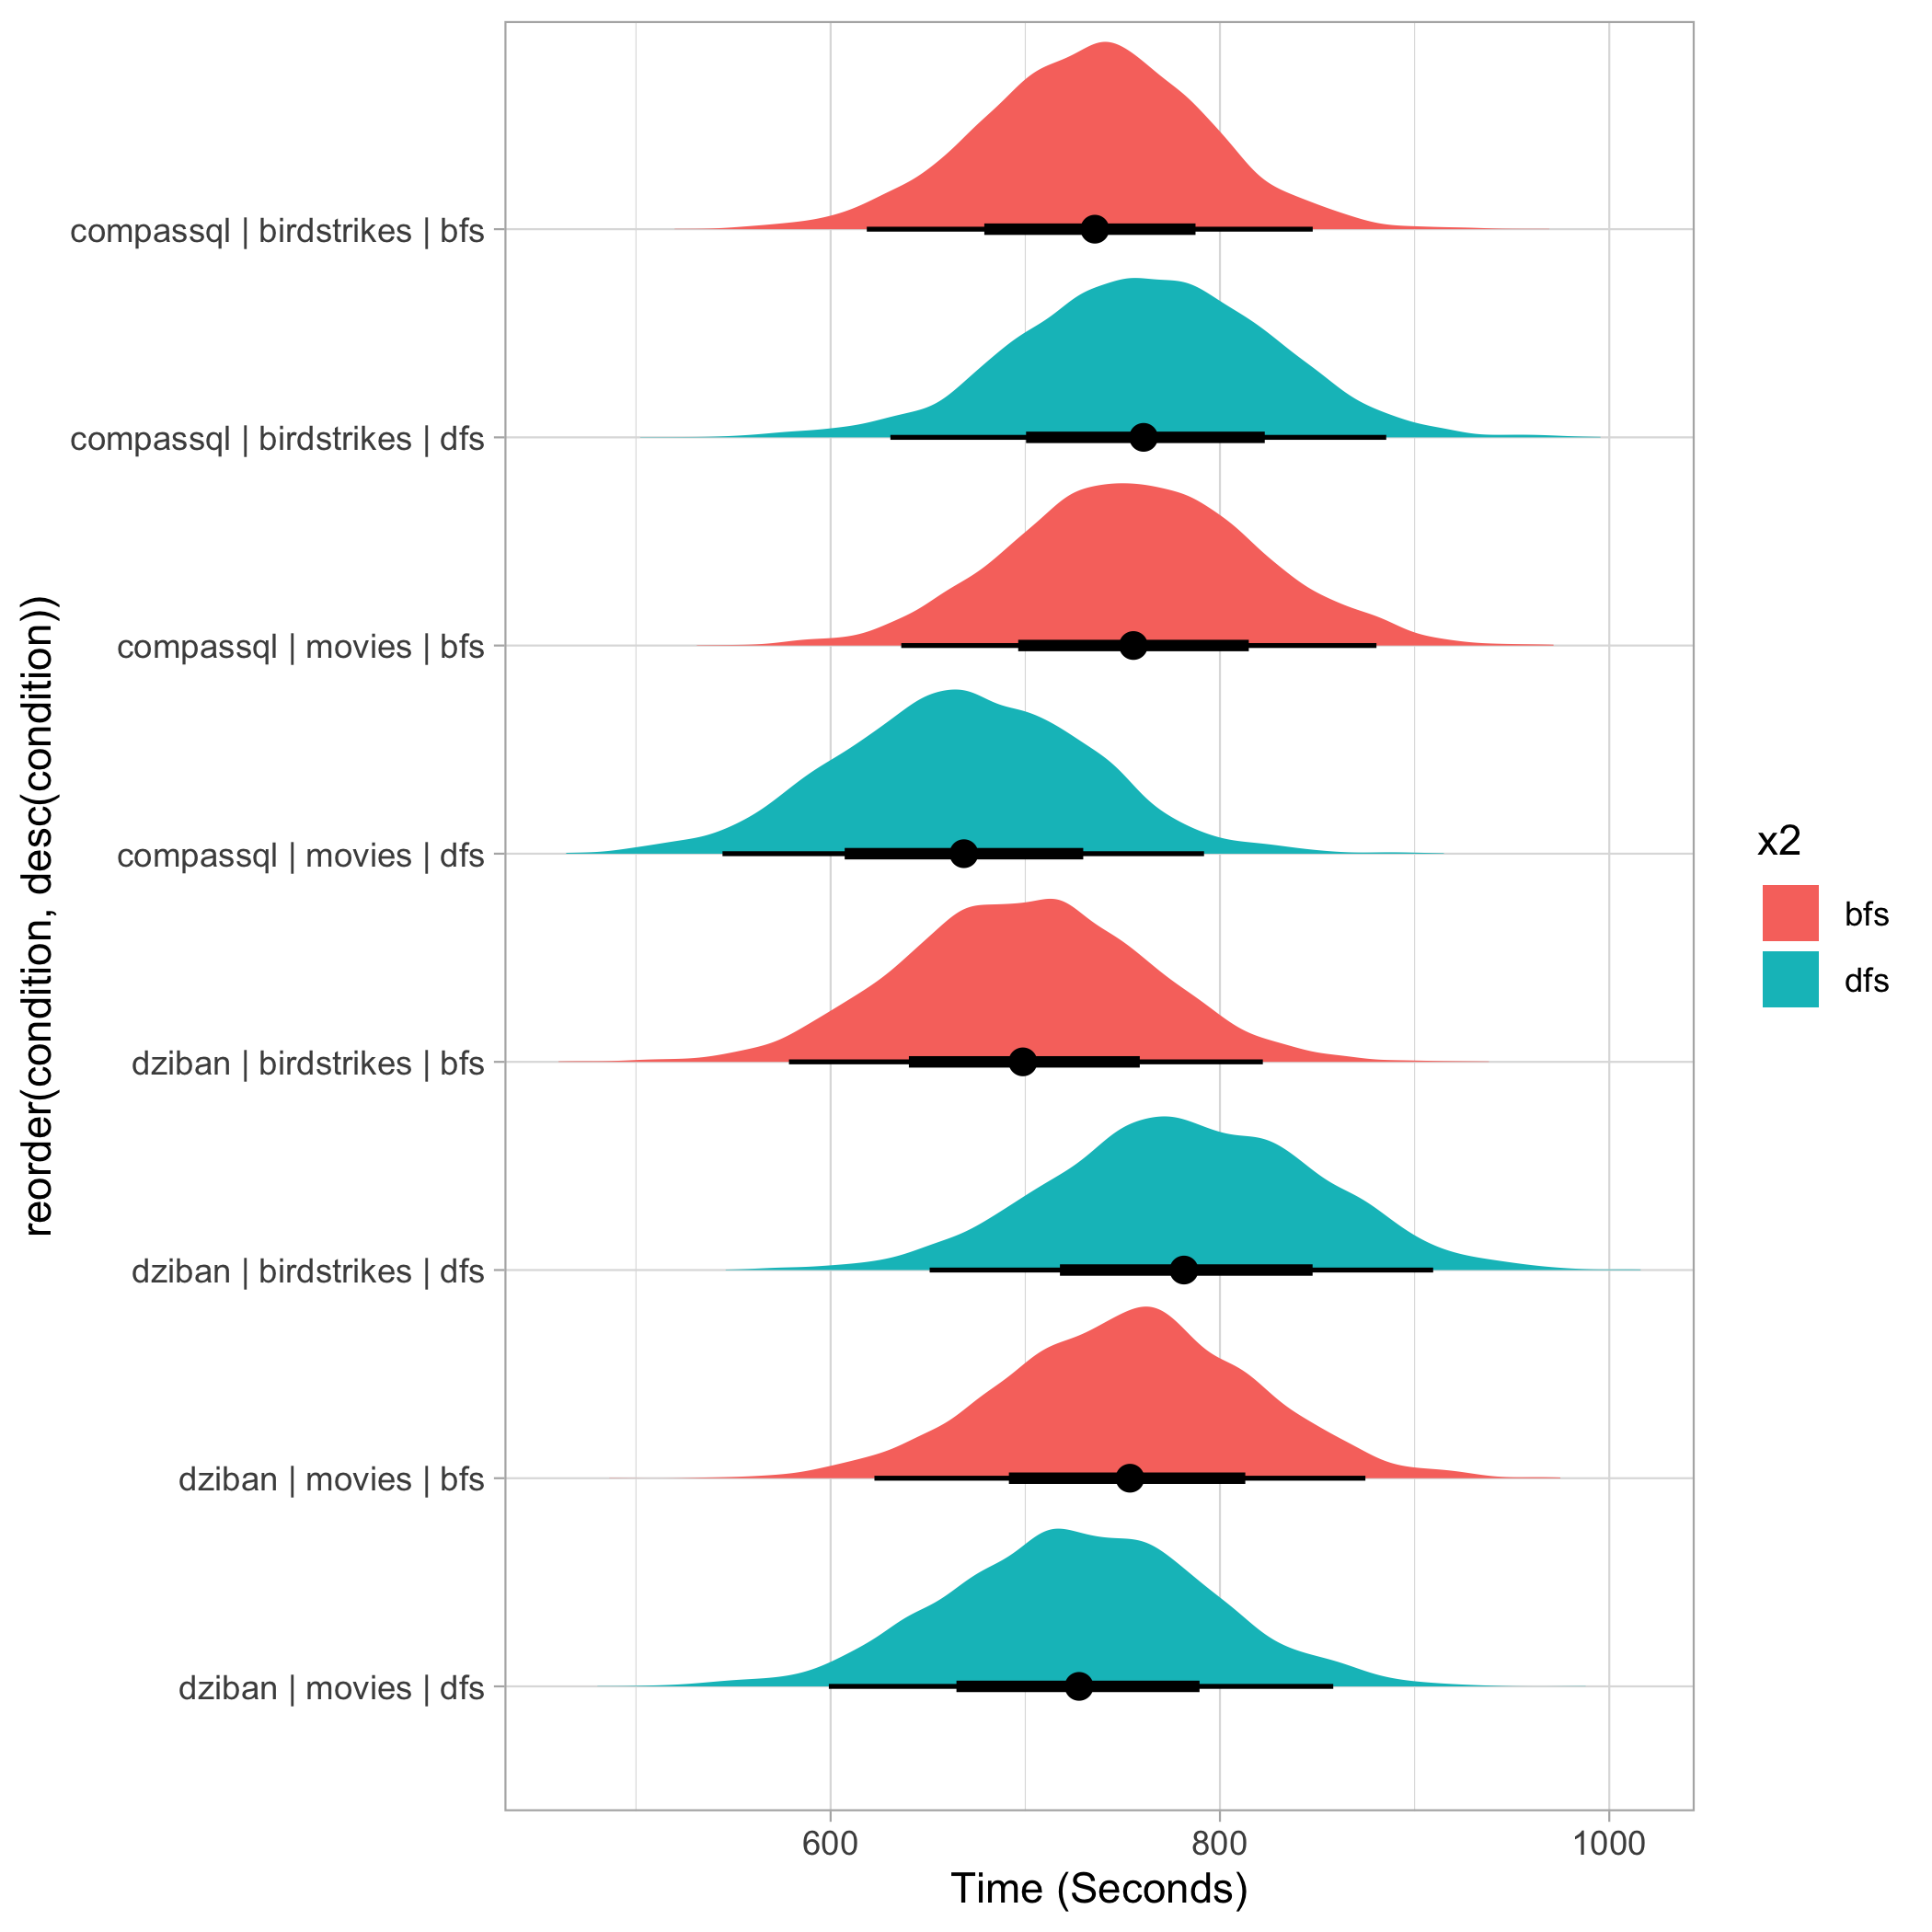 reorder(condition, desc(condition))
compassql | birdstrikes | bfs
compassql | birdstrikes | dfs
compassql | movies | bfs
compassql | movies | dfs
dziban | birdstrikes | bfs
dziban | birdstrikes | dfs
dziban | movies | bfs
dziban | movies | dfs
600 800 1000
Time (Seconds)
x2
bfs
dfs